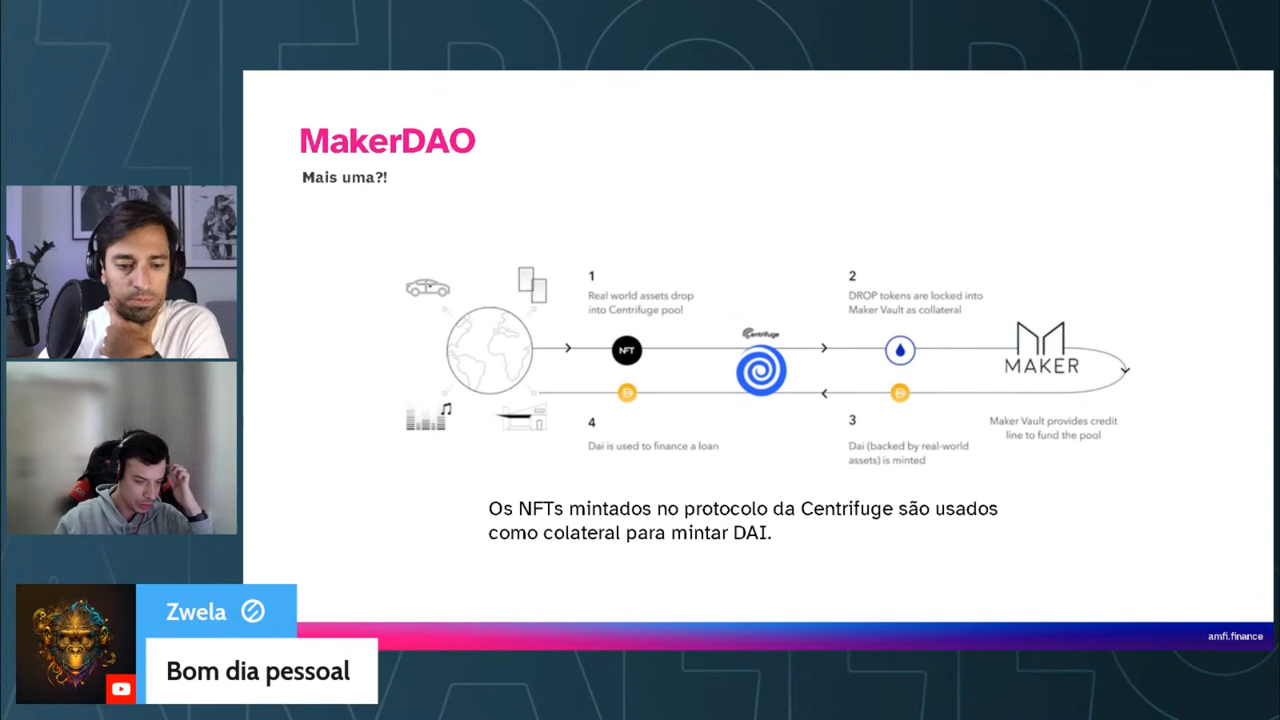 MakerDAO
Mais uma?!
1
Real world assets drop
into Centrifuge pool
2
DROP tokens are locked into
Maker Vault as collateral
NFT
Centrifuge
MAKER
4
Dai is used to finance a loan
3
Dai (backed by real-world
assets) is minted
Maker Vault provides credit
line to fund the pool
Os NFTs mintados no protocolo da Centrifuge são usados
como colateral para mintar DAI.
amfi.finance
Zwela
Bom dia pessoal